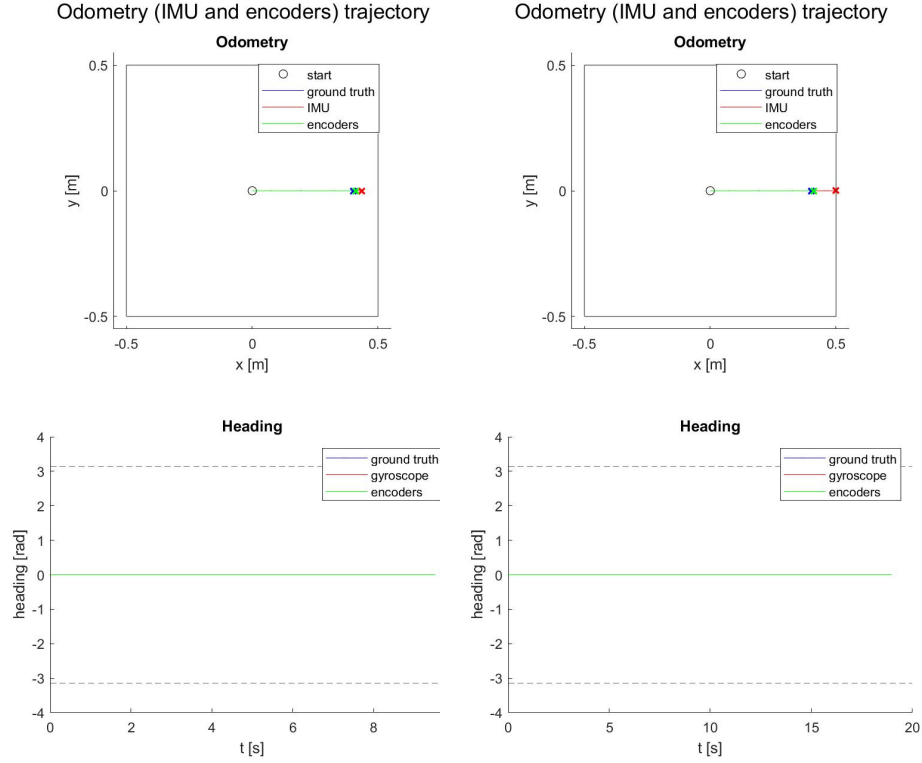 Odometry (IMU and encoders) trajectory
Odometry
0.5
0
-0.5
y [m]
-0.5
0
0.5
x [m]
start
ground truth
IMU
encoders
Odometry (IMU and encoders) trajectory
Odometry
0.5
0
-0.5
y [m]
-0.5
0
0.5
x [m]
start
ground truth
IMU
encoders
Heading
4
3
2
1
0
-1
-2
-3
-4
heading [rad]
0
2
4
6
8
t [s]
ground truth
gyroscope
encoders
Heading
4
3
2
1
0
-1
-2
-3
-4
heading [rad]
0
5
10
15
20
t [s]
ground truth
gyroscope
encoders